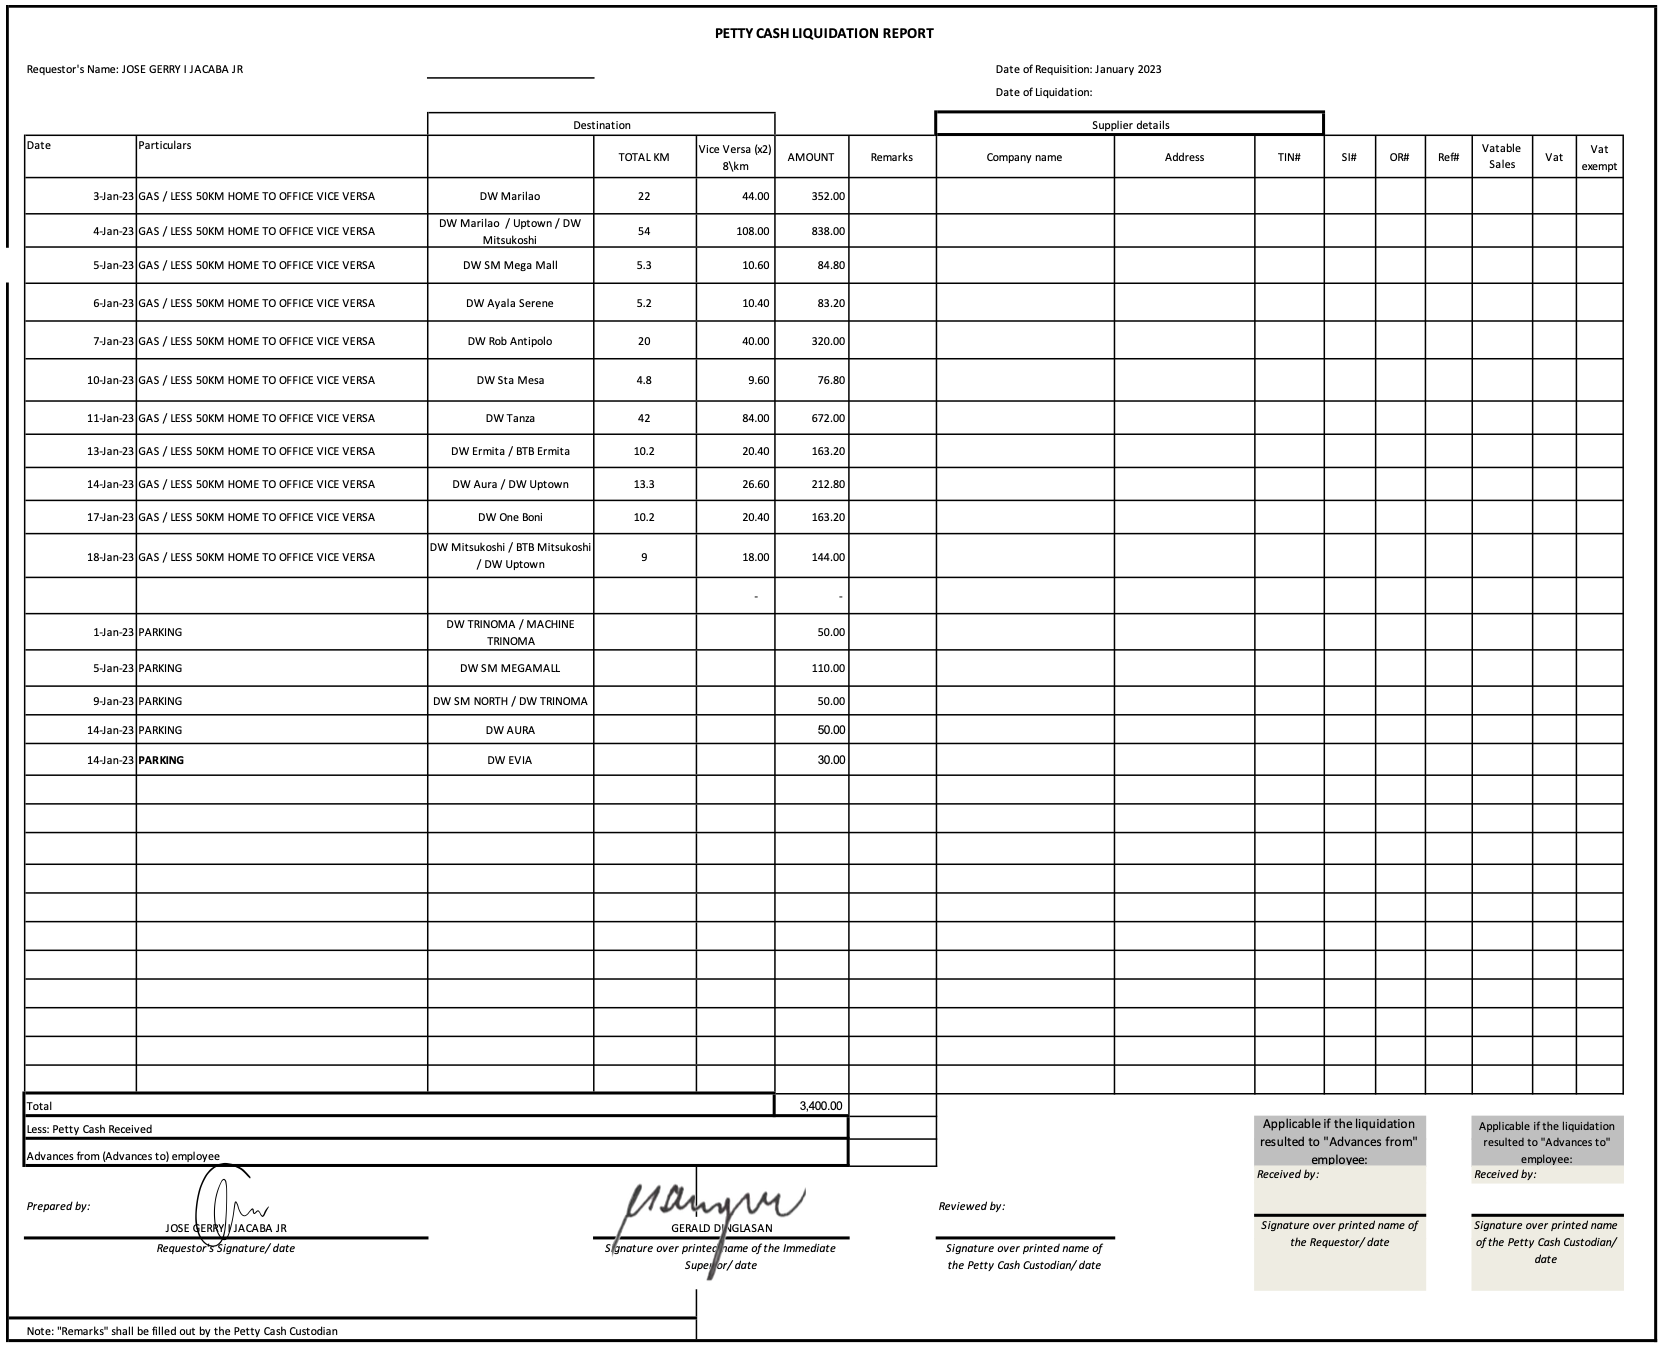 PETTY CASH LIQUIDATION REPORT
Requestor's Name: JOSE GERRY I JACABA JR
Date of Requisition: January 2023
Date of Liquidation:
Destination Supplier details
Date Particulars TOTAL KM Vice Versa (x2) 8\km AMOUNT Remarks Company name Address TIN# SI# OR# Ref# Vatable Sales Vat Vat exempt
3-Jan-23 GAS / LESS 50KM HOME TO OFFICE VICE VERSA DW Marilao 22 44.00 352.00
4-Jan-23 GAS / LESS 50KM HOME TO OFFICE VICE VERSA DW Marilao / Uptown / DW Mitsukoshi 54 108.00 838.00
5-Jan-23 GAS / LESS 50KM HOME TO OFFICE VICE VERSA DW SM Mega Mall 5.3 10.60 84.80
6-Jan-23 GAS / LESS 50KM HOME TO OFFICE VICE VERSA DW Ayala Serene 5.2 10.40 83.20
7-Jan-23 GAS / LESS 50KM HOME TO OFFICE VICE VERSA DW Rob Antipolo 20 40.00 320.00
10-Jan-23 GAS / LESS 50KM HOME TO OFFICE VICE VERSA DW Sta Mesa 4.8 9.60 76.80
11-Jan-23 GAS / LESS 50KM HOME TO OFFICE VICE VERSA DW Tanza 42 84.00 672.00
13-Jan-23 GAS / LESS 50KM HOME TO OFFICE VICE VERSA DW Ermita / BTB Ermita 10.2 20.40 163.20
14-Jan-23 GAS / LESS 50KM HOME TO OFFICE VICE VERSA DW Aura / DW Uptown 13.3 26.60 212.80
17-Jan-23 GAS / LESS 50KM HOME TO OFFICE VICE VERSA DW One Boni 10.2 20.40 163.20
18-Jan-23 GAS / LESS 50KM HOME TO OFFICE VICE VERSA DW Mitsukoshi / BTB Mitsukoshi / DW Uptown 9 18.00 144.00
- -
1-Jan-23 PARKING DW TRINOMA / MACHINE TRINOMA 50.00
5-Jan-23 PARKING DW SM MEGAMALL 110.00
9-Jan-23 PARKING DW SM NORTH / DW TRINOMA 50.00
14-Jan-23 PARKING DW AURA 50.00
14-Jan-23 PARKING DW EVIA 30.00
Total 3,400.00
Less: Petty Cash Received
Advances from (Advances to) employee
Applicable if the liquidation resulted to "Advances from" employee:
Applicable if the liquidation resulted to "Advances to" employee:
Received by: Received by:
Prepared by: Reviewed by:
JOSE GERRY I JACABA JR GERALD DINGLASAN
Requestor's Signature/ date
Signature over printed name of the Immediate Superior/ date
Signature over printed name of the Petty Cash Custodian/ date
Signature over printed name of the Requestor/ date
Signature over printed name of the Petty Cash Custodian/ date
Note: "Remarks" shall be filled out by the Petty Cash Custodian